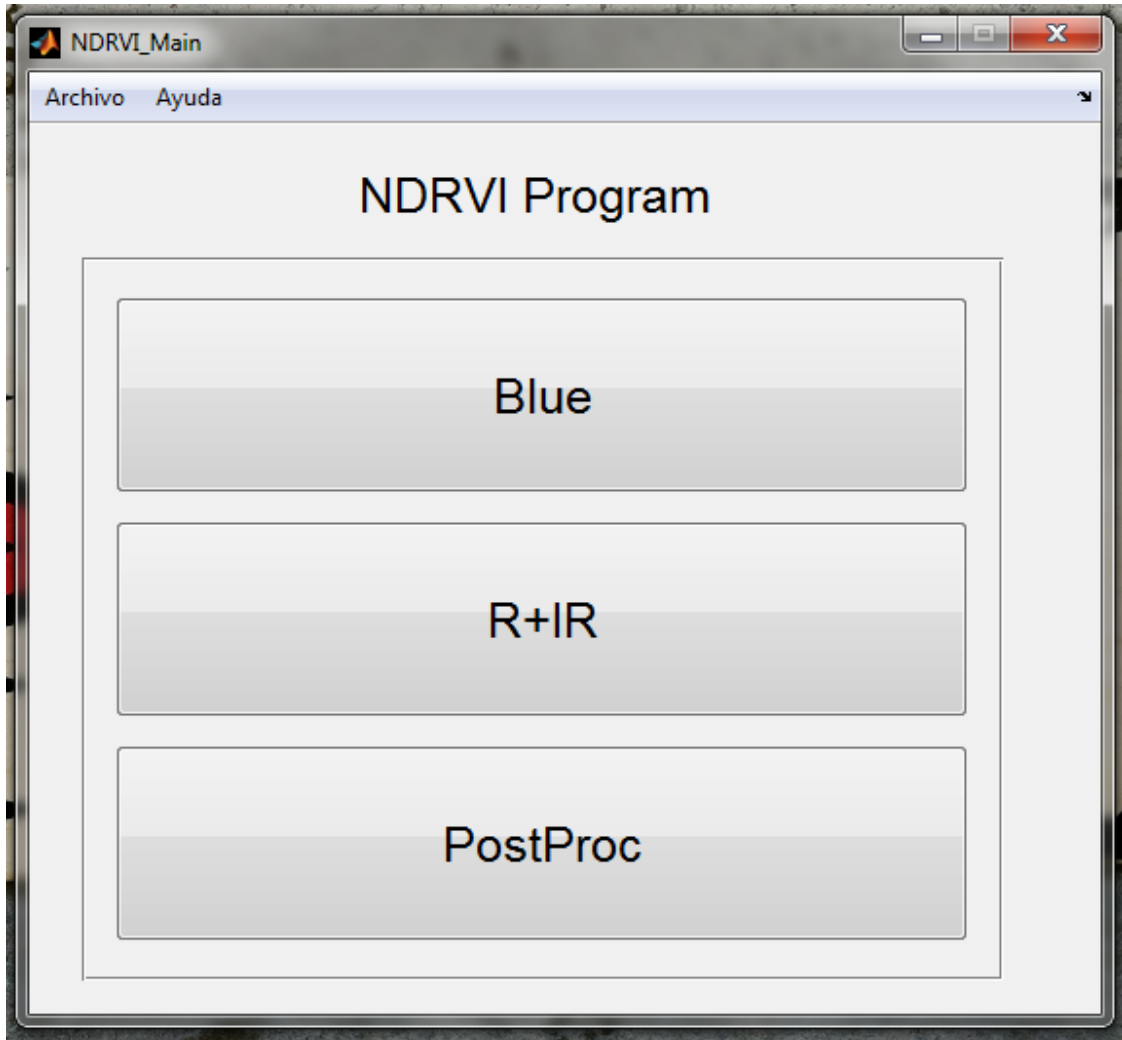 NDRVI_Main
Archivo Ayuda
NDRVI Program
Blue
R+IR
PostProc